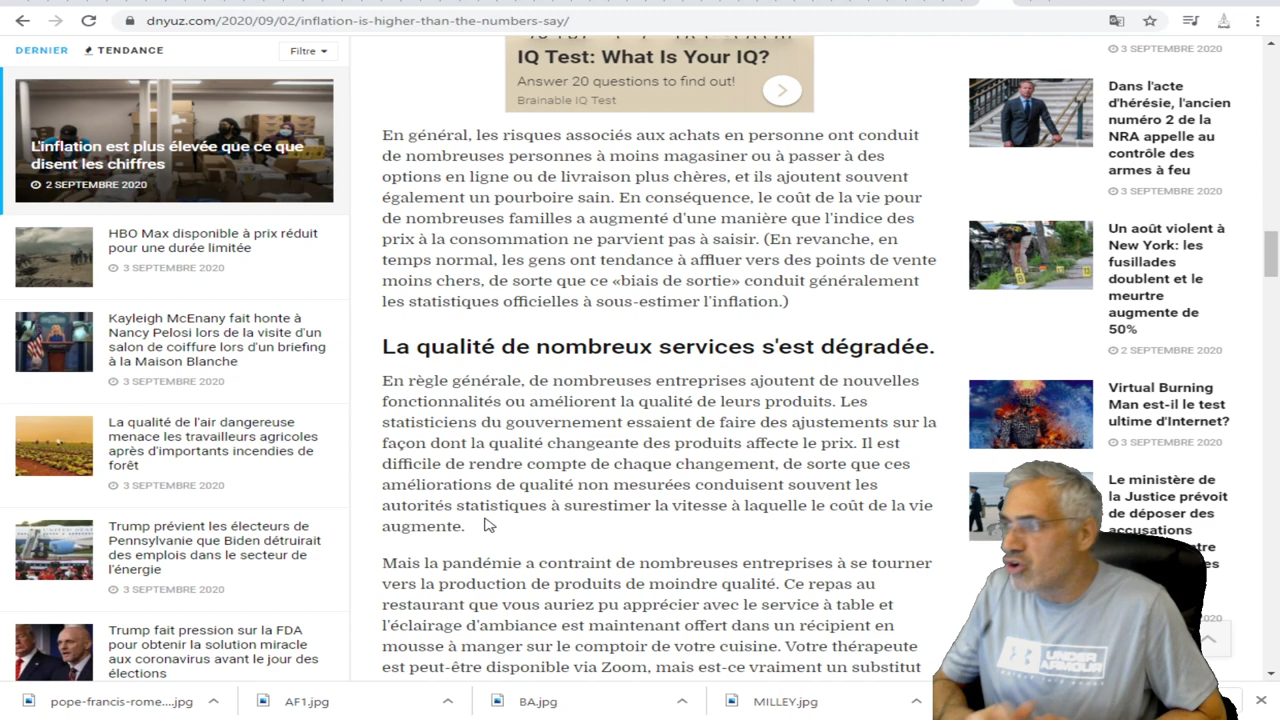 dnyuz.com/2020/09/02/inflation-is-higher-than-the-numbers-say/
DERNIER
TENDANCE
Filtre
L'inflation est plus élevée que ce que
disent les chiffres
2 SEPTEMBRE 2020
HBO Max disponible à prix réduit
pour une durée limitée
3 SEPTEMBRE 2020
Kayleigh McEnany fait honte à
Nancy Pelosi lors de la visite d'un
salon de coiffure lors d'un briefing
à la Maison Blanche
3 SEPTEMBRE 2020
La qualité de l'air dangereuse
menace les travailleurs agricoles
après d'importants incendies de
forêt
3 SEPTEMBRE 2020
Trump prévient les électeurs de
Pennsylvanie que Biden détruirait
des emplois dans le secteur de
l'énergie
3 SEPTEMBRE 2020
Trump fait pression sur la FDA
pour obtenir la solution miracle
aux coronavirus avant le jour des
élections
IQ Test: What Is Your IQ?
Answer 20 questions to find out!
Brainable IQ Test
En général, les risques associés aux achats en personne ont conduit
de nombreuses personnes à moins magasiner ou à passer à des
options en ligne ou de livraison plus chères, et ils ajoutent souvent
également un pourboire sain. En conséquence, le coût de la vie pour
de nombreuses familles a augmenté d'une manière que l'indice des
prix à la consommation ne parvient pas à saisir. (En revanche, en
temps normal, les gens ont tendance à affluer vers des points de vente
moins chers, de sorte que ce «biais de sortie» conduit généralement
les statistiques officielles à sous-estimer l'inflation.)
La qualité de nombreux services s'est dégradée.
En règle générale, de nombreuses entreprises ajoutent de nouvelles
fonctionnalités ou améliorent la qualité de leurs produits. Les
statisticiens du gouvernement essaient de faire des ajustements sur la
façon dont la qualité changeante des produits affecte le prix. Il est
difficile de rendre compte de chaque changement, de sorte que ces
améliorations de qualité non mesurées conduisent souvent les
autorités statistiques à surestimer la vitesse à laquelle le coût de la vie
augmente.
Mais la pandémie a contraint de nombreuses entreprises à se tourner
vers la production de produits de moindre qualité. Ce repas au
restaurant que vous auriez pu apprécier avec le service à table et
l'éclairage d'ambiance est maintenant offert dans un récipient en
mousse à manger sur le comptoir de votre cuisine. Votre thérapeute
est peut-être disponible via Zoom, mais est-ce vraiment un substitut
3 SEPTEMBRE 2020
Dans l'acte
d'hérésie, l'ancien
numéro 2 de la
NRA appelle au
contrôle des
armes à feu
3 SEPTEMBRE 2020
Un août violent à
New York: les
fusillades
doublent et le
meurtre
augmente de
50%
2 SEPTEMBRE 2020
Virtual Burning
Man est-il le test
ultime d'Internet?
3 SEPTEMBRE 2020
Le ministère de
la Justice prévoit
de déposer des
accusations
UNDER
ARMOUR
pope-francis-rome....jpg
AF1.jpg
BA.jpg
MILLEY.jpg